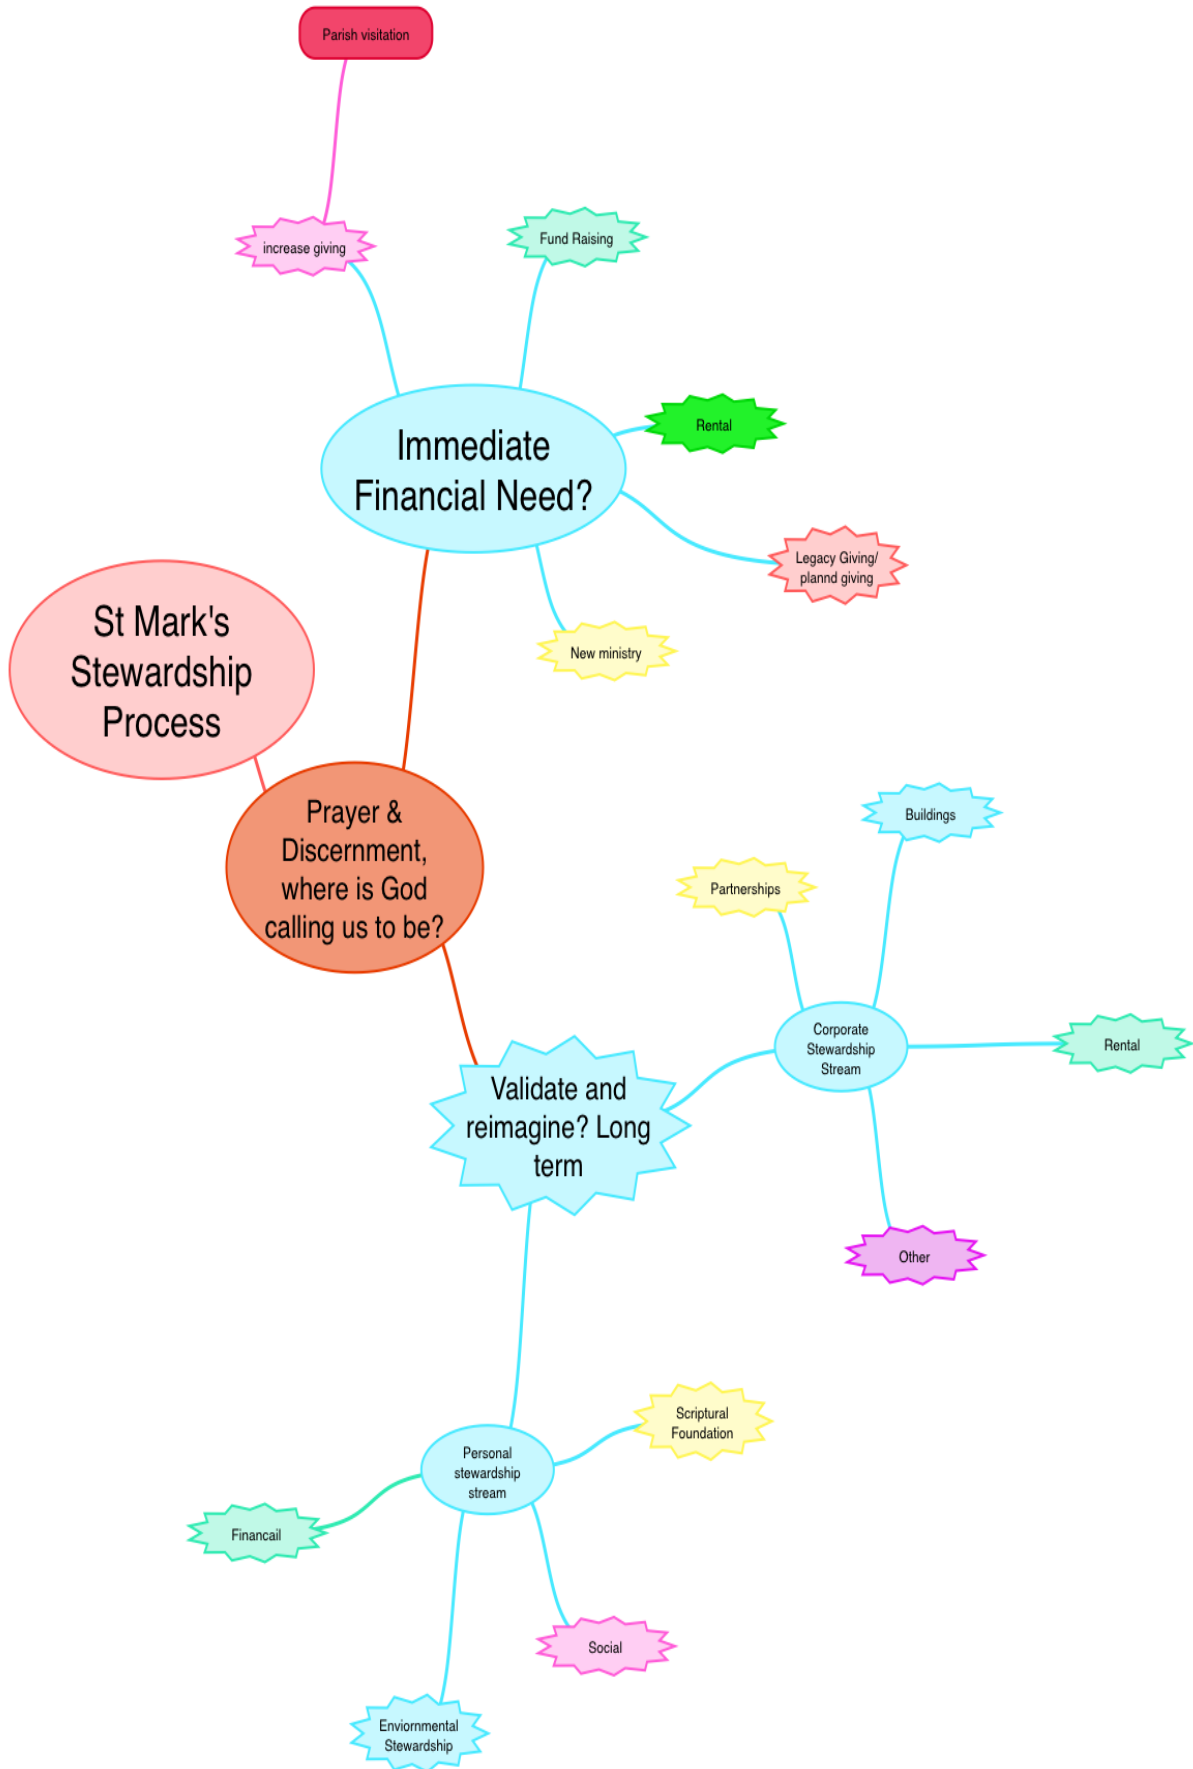 Parish visitation
increase giving
Fund Raising
Immediate
Financial Need?
Rental
Legacy Giving/
plannd giving
New ministry
St Mark's
Stewardship
Process
Prayer &
Discernment,
where is God
calling us to be?
Buildings
Partnerships
Corporate
Stewardship
Stream
Rental
Validate and
reimagine? Long
term
Other
Scriptural
Foundation
Personal
stewardship
stream
Financail
Social
Enviornmental
Stewardship